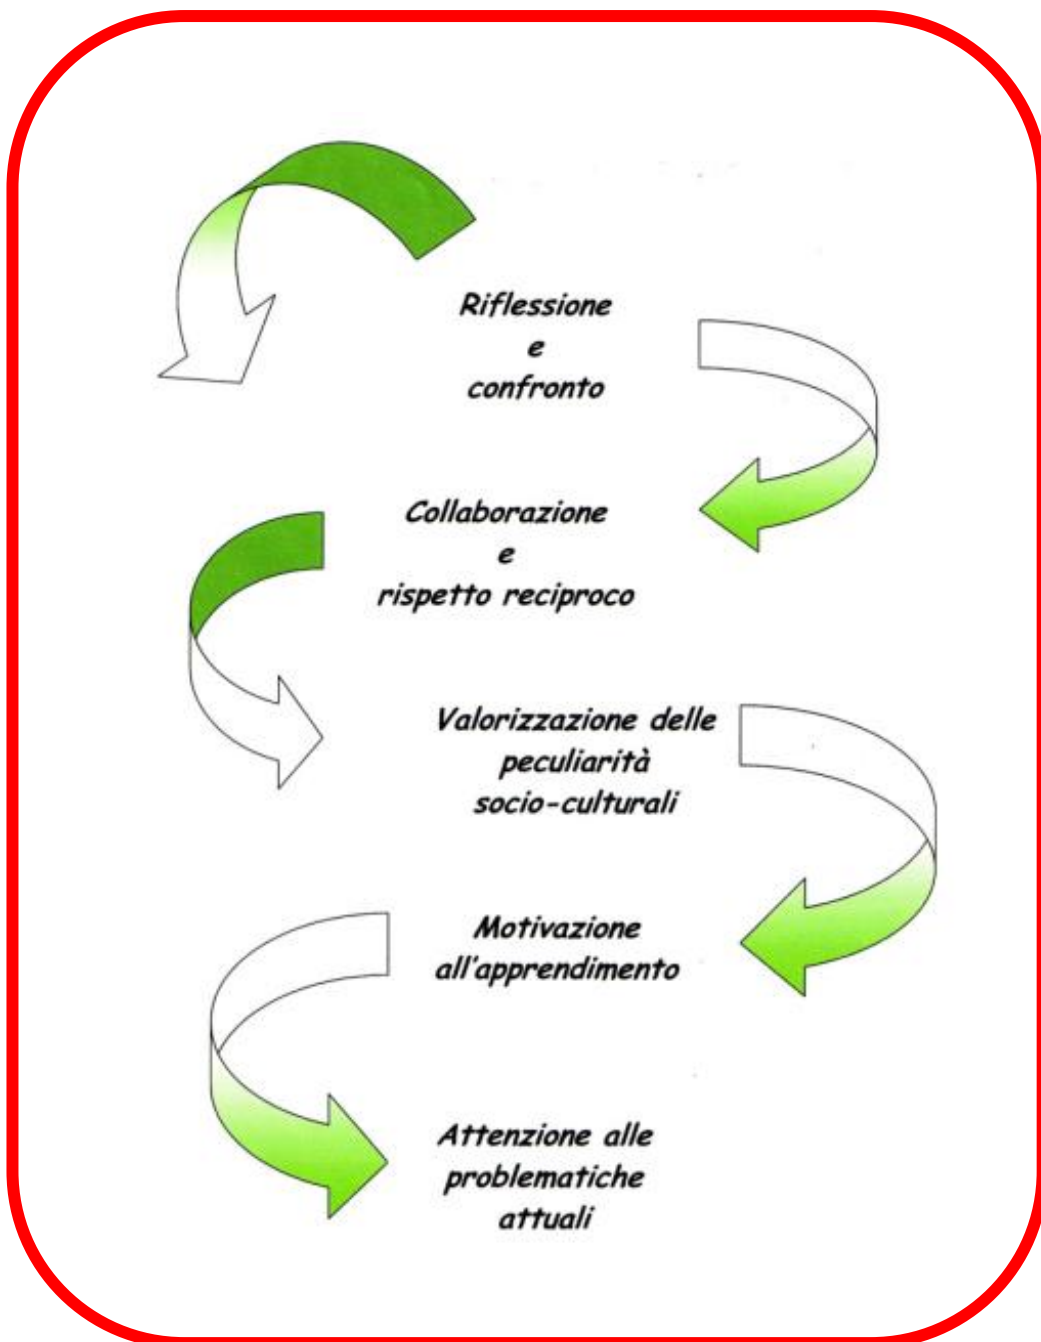 Riflessione
e
confronto
Collaborazione
e
rispetto reciproco
Valorizzazione delle
peculiarità
socio-culturali
Motivazione
all'apprendimento
Attenzione alle
problematiche
attuali